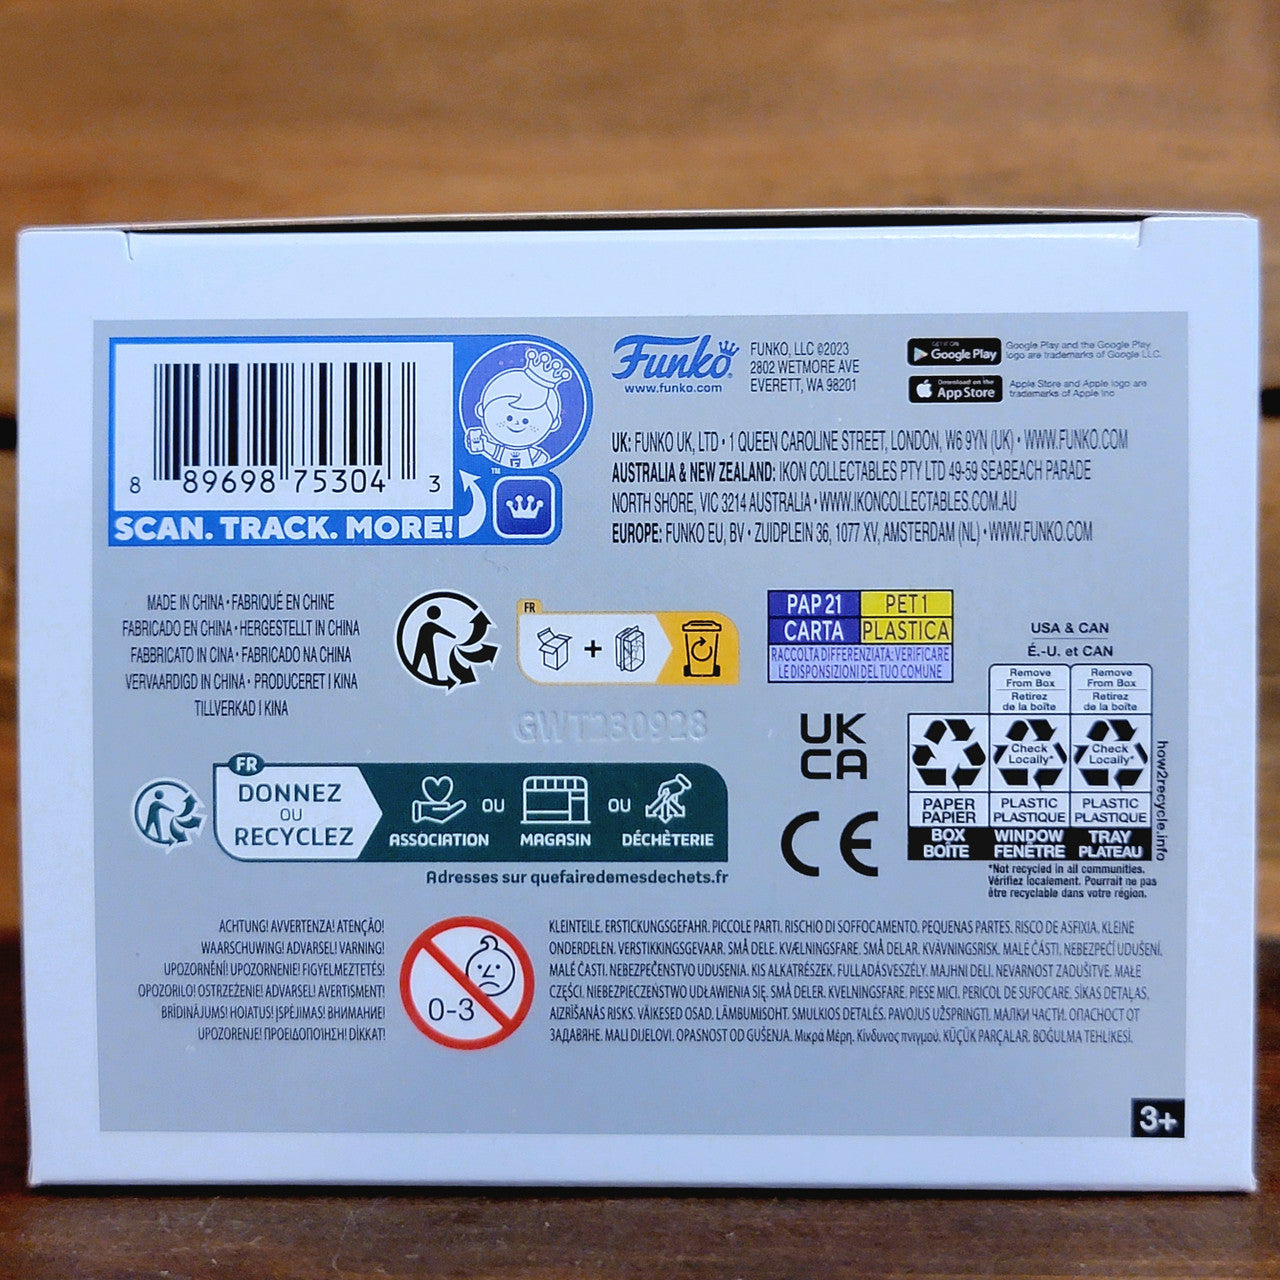 8 89698 75304 3
SCAN. TRACK. MORE!
TM
Funko
www.funko.com
FUNKO, LLC ©2023
2802 WETMORE AVE
EVERETT, WA 98201
GET IT ON
Google Play
Google Play and the Google Play
logo are trademarks of Google LLC.
Download on the
App Store
Apple Store and Apple logo are
trademarks of Apple Inc
UK: FUNKO UK, LTD • 1 QUEEN CAROLINE STREET, LONDON, W6 9YN (UK) • WWW.FUNKO.COM
AUSTRALIA & NEW ZEALAND: IKON COLLECTABLES PTY LTD 49-59 SEABEACH PARADE
NORTH SHORE, VIC 3214 AUSTRALIA • WWW.IKONCOLLECTABLES.COM.AU
EUROPE: FUNKO EU, BV • ZUIDPLEIN 36, 1077 XV, AMSTERDAM (NL) • WWW.FUNKO.COM
MADE IN CHINA • FABRIQUÉ EN CHINE
FABRICADO EN CHINA • HERGESTELLT IN CHINA
FABBRICATO IN CINA • FABRICADO NA CHINA
VERVAARDIGD IN CHINA • PRODUCERET I KINA
TILLVERKAD I KINA
FR
+
PAP 21
PET 1
CARTA
PLASTICA
RACCOLTA DIFFERENZIATA: VERIFICARE
LE DISPOSIZIONI DEL TUO COMUNE
GWT230928
UK
CA
CE
USA & CAN
É.-U. et CAN
Remove
From Box
Retirez
de la boîte
Remove
From Box
Retirez
de la boîte
Check
Locally*
Check
Locally*
PAPER
PAPIER
PLASTIC
PLASTIQUE
PLASTIC
PLASTIQUE
BOX
BOÎTE
WINDOW
FENÊTRE
TRAY
PLATEAU
how2recycle.info
*Not recycled in all communities.
Vérifiez localement. Pourrait ne pas
être recyclable dans votre région.
FR
DONNEZ
OU
RECYCLEZ
ASSOCIATION
OU
MAGASIN
OU
DÉCHÈTERIE
Adresses sur quefairedemesdechets.fr
ACHTUNG! AVVERTENZA! ATENÇÃO!
WAARSCHUWING! ADVARSEL! VARNING!
UPOZORNĚNÍ! UPOZORNENIE! FIGYELMEZTETÉS!
OPOZORILO! OSTRZEŻENIE! ADVARSEL! AVERTISMENT!
BRĪDINĀJUMS! HOIATUS! ĮSPĖJIMAS! ВНИМАНИЕ!
UPOZORENJE! ΠΡΟΕΙΔΟΠΟΙΗΣΗ! DİKKAT!
0-3
KLEINTEILE. ERSTICKUNGSGEFAHR. PICCOLE PARTI. RISCHIO DI SOFFOCAMENTO. PEQUENAS PARTES. RISCO DE ASFIXIA. KLEINE
ONDERDELEN. VERSTIKKINGSGEVAAR. SMÅ DELE. KVÆLNINGSFARE. SMÅ DELAR. KVÄVNINGSRISK. MALÉ ČÁSTI. NEBEZPEČÍ UDUŠENÍ.
MALÉ ČASTI. NEBEZPEČENSTVO UDUSENIA. KIS ALKATRÉSZEK. FULLADÁSVESZÉLY. MAJHNI DELI. NEVARNOST ZADUŠITVE. MAŁE
CZĘŚCI. NIEBEZPIECZEŃSTWO UDŁAWIENIA SIĘ. SMÅ DELER. KVELNINGSFARE. PIESE MICI. PERICOL DE SUFOCARE. SĪKAS DETAĻAS.
AIZRĪŠANĀS RISKS. VÄIKESED OSAD. LÄMBUMISOHT. SMULKIOS DETALĖS. PAVOJUS UŽSPRINGTI. МАЛКИ ЧАСТИ. ОПАСНОСТ ОТ
ЗАДАВЯНЕ. MALI DIJELOVI. OPASNOST OD GUŠENJA. Μικρά Μέρη. Κίνδυνος πνιγμού. KÜÇÜK PARÇALAR. BOĞULMA TEHLİKESİ.
3+